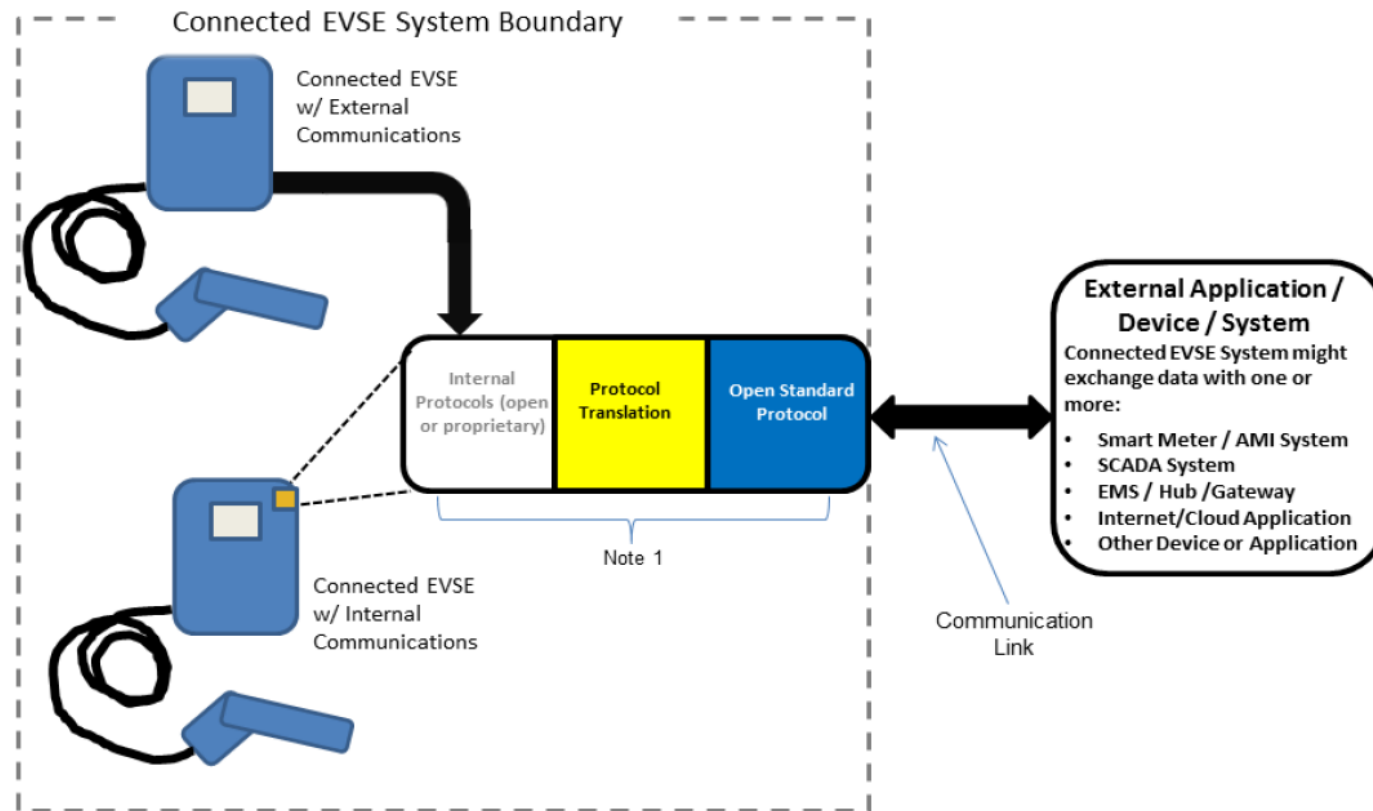 Connected EVSE System Boundary
Connected EVSE
w/ External
Communications
Internal
Protocols (open
or proprietary)
Protocol
Translation
Open Standard
Protocol
Note 1
Connected EVSE
w/ Internal
Communications
Communication
Link
External Application /
Device / System
Connected EVSE System might
exchange data with one or
more:
• Smart Meter / AMI System
• SCADA System
• EMS / Hub /Gateway
• Internet/Cloud Application
• Other Device or Application